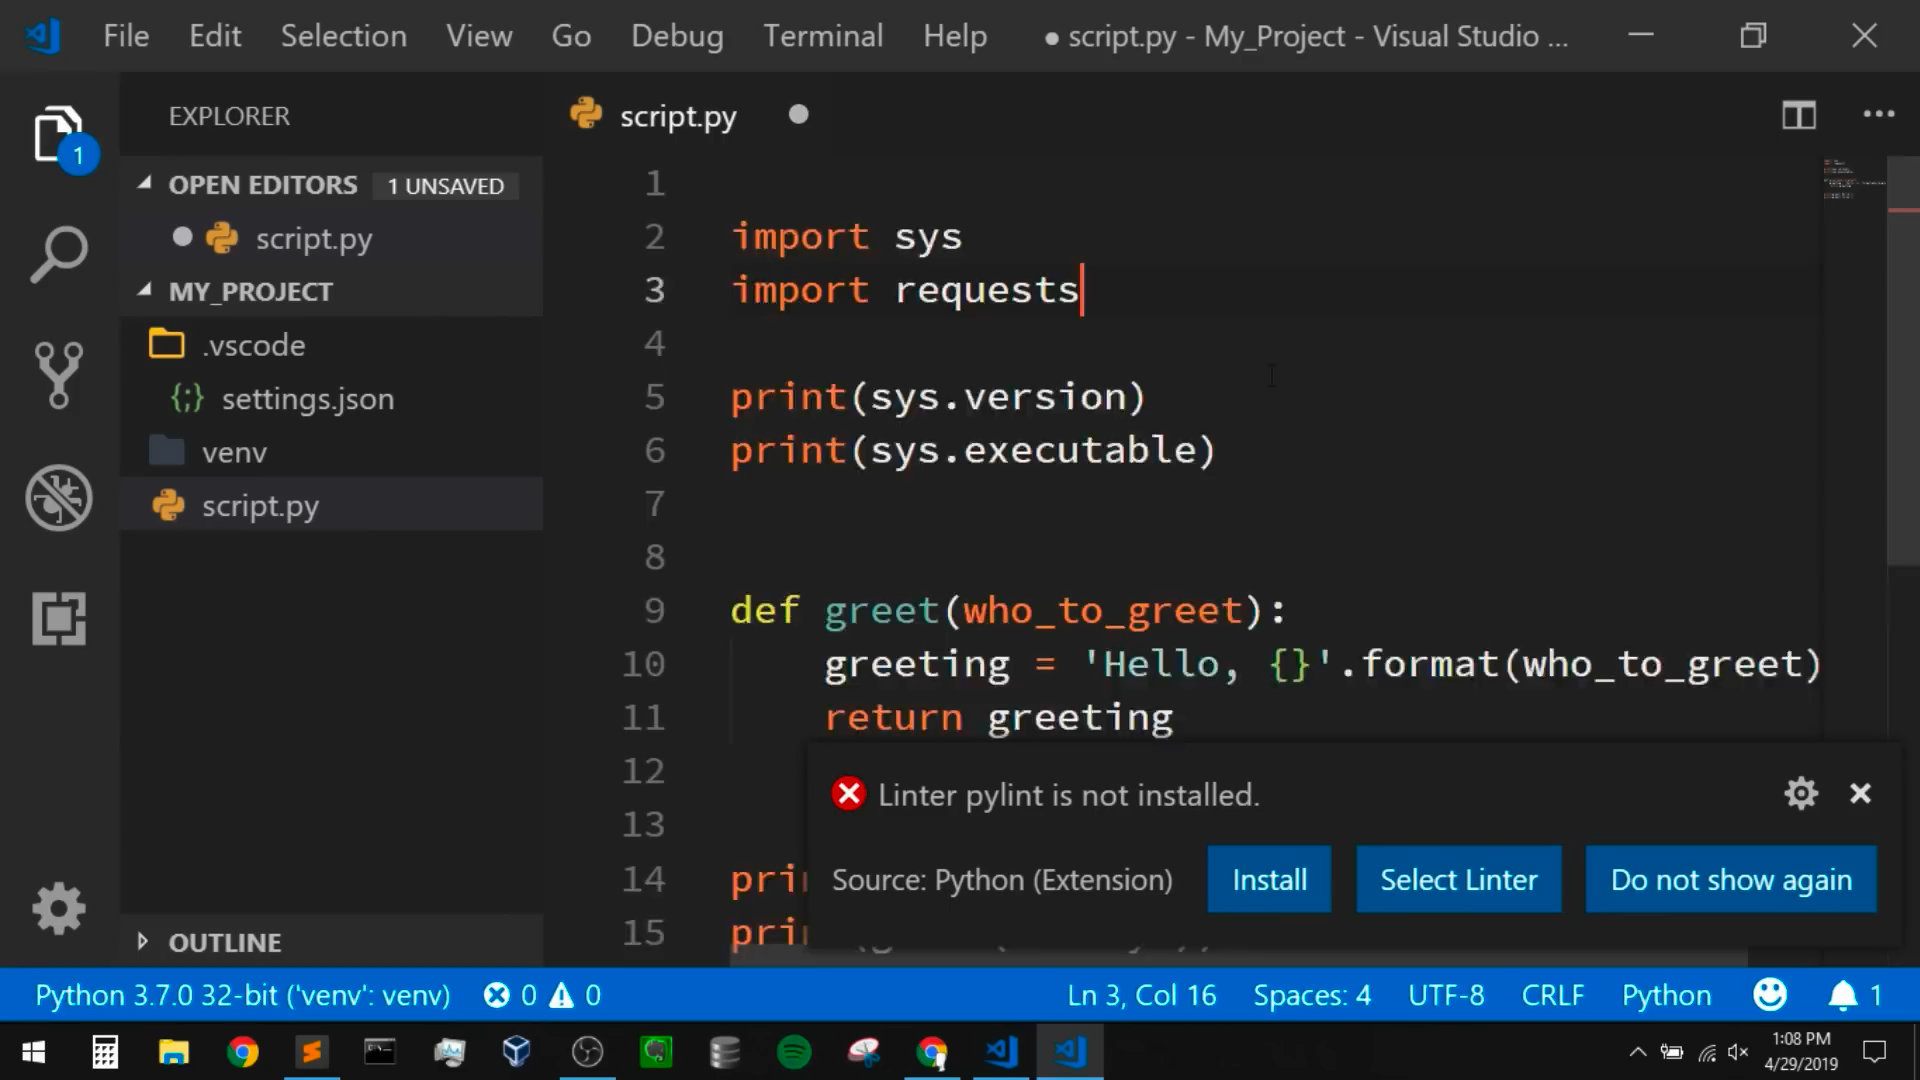 File Edit Selection View Go Debug Terminal Help ● script.py - My_Project - Visual Studio ...
EXPLORER
script.py
1
OPEN EDITORS 1 UNSAVED
script.py
MY_PROJECT
.vscode
settings.json
venv
script.py
OUTLINE
1
2 import sys
3 import requests
4
5 print(sys.version)
6 print(sys.executable)
7
8
9 def greet(who_to_greet):
10 greeting = 'Hello, {}'.format(who_to_greet)
11 return greeting
12
13
14 pri
15 pri
Linter pylint is not installed.
Source: Python (Extension) Install Select Linter Do not show again
Python 3.7.0 32-bit ('venv': venv) 0 0 Ln 3, Col 16 Spaces: 4 UTF-8 CRLF Python 1
1:08 PM
4/29/2019